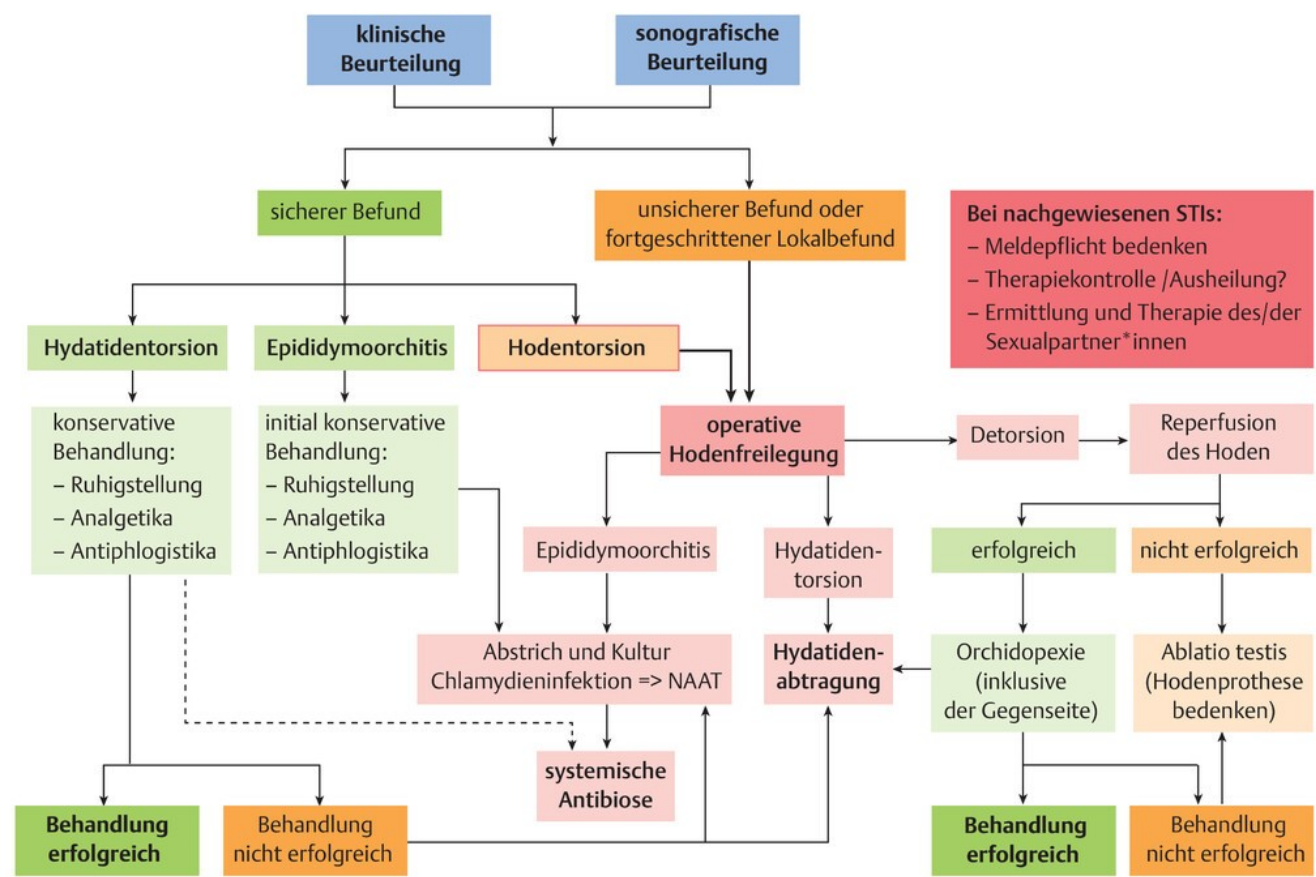 klinische
Beurteilung
sonografische
Beurteilung
sicherer Befund
unsicherer Befund oder
fortgeschrittener Lokalbefund
Bei nachgewiesenen STIs:
– Meldepflicht bedenken
– Therapiekontrolle /Ausheilung?
– Ermittlung und Therapie des/der
Sexualpartner*innen
Hydatidentorsion
Epididymoorchitis
Hodentorsion
konservative
Behandlung:
– Ruhigstellung
– Analgetika
– Antiphlogistika
initial konservative
Behandlung:
– Ruhigstellung
– Analgetika
– Antiphlogistika
operative
Hodenfreilegung
Detorsion
Reperfusion
des Hoden
Epididymoorchitis
Hydatiden-
torsion
erfolgreich
nicht erfolgreich
Abstrich und Kultur
Chlamydieninfektion => NAAT
Hydatiden-
abtragung
Orchidopexie
(inklusive
der Gegenseite)
Ablatio testis
(Hodenprothese
bedenken)
systemische
Antibiose
Behandlung
erfolgreich
Behandlung
nicht erfolgreich
Behandlung
erfolgreich
Behandlung
nicht erfolgreich